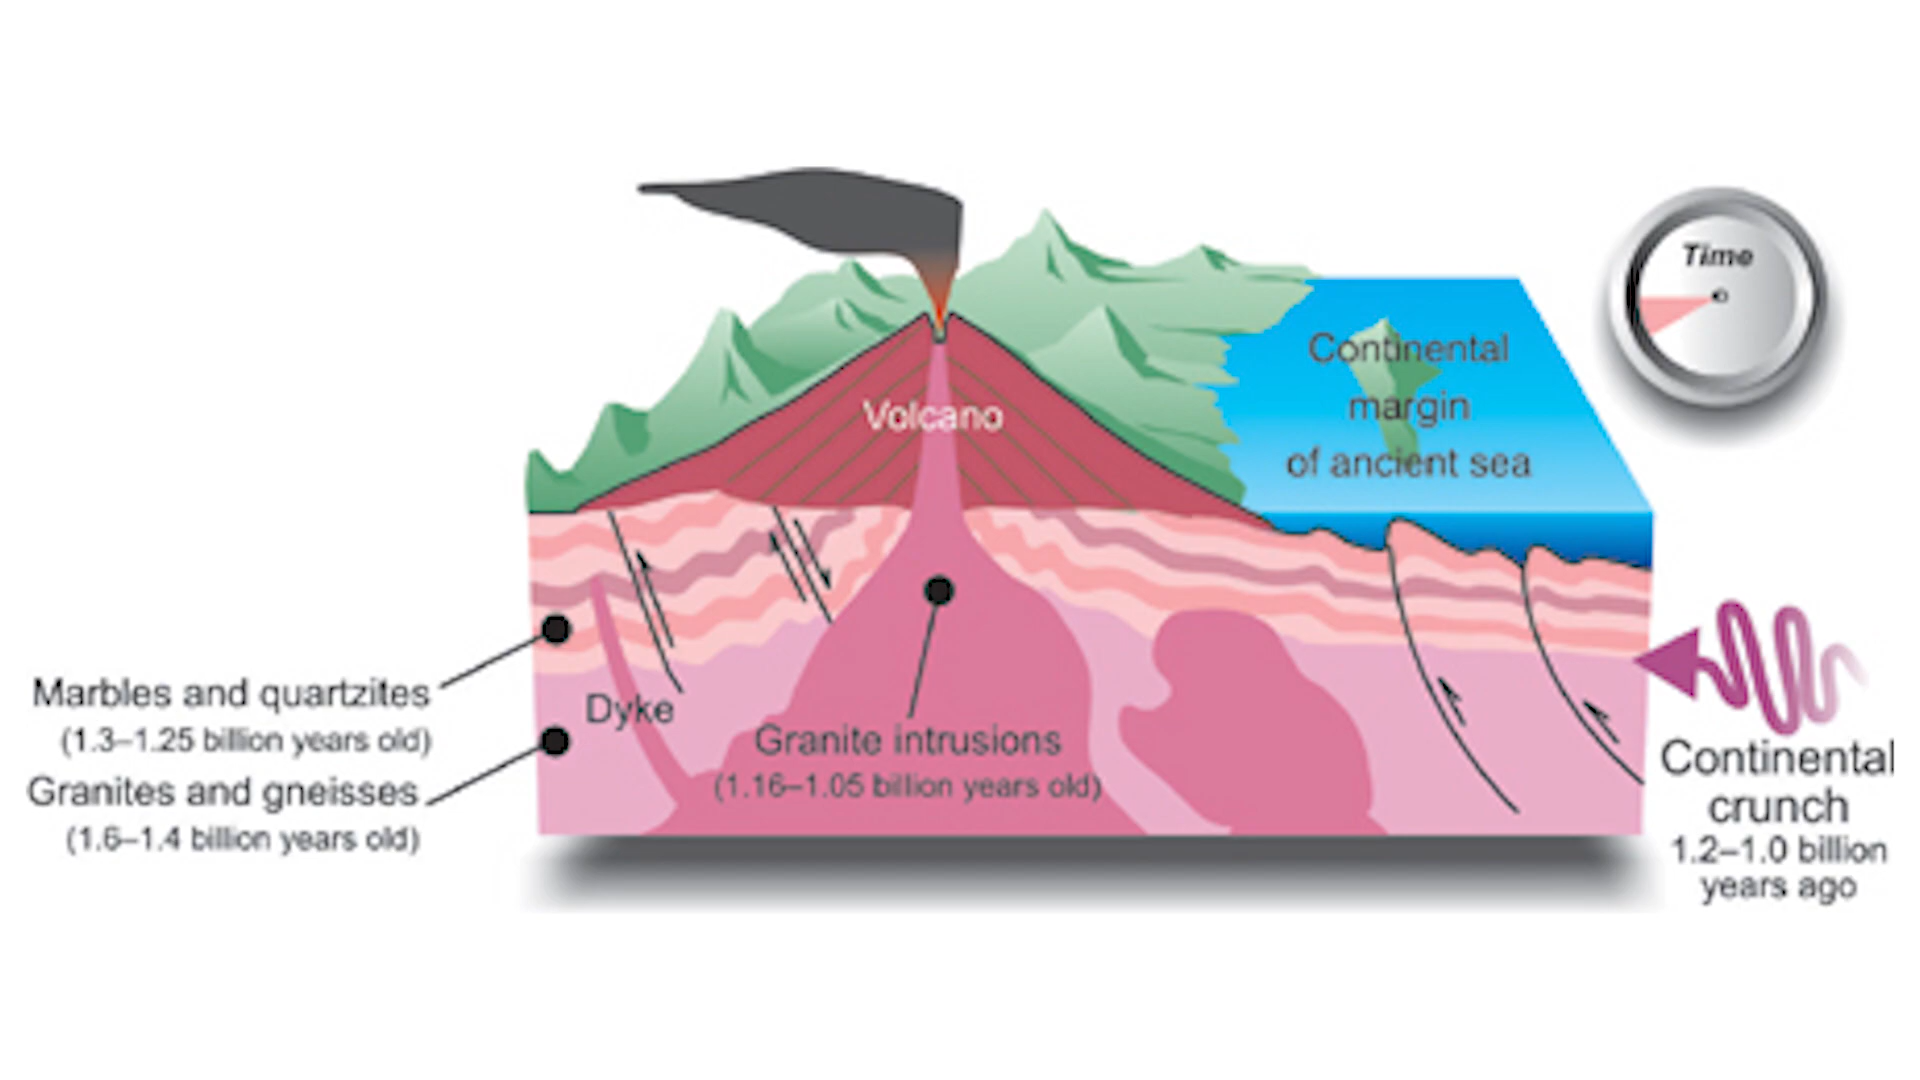 Time
Continental
margin
of ancient sea
Volcano
Marbles and quartzites
(1.3–1.25 billion years old)
Dyke
Granites and gneisses
(1.6–1.4 billion years old)
Granite intrusions
(1.16–1.05 billion years old)
Continental
crunch
1.2–1.0 billion
years ago